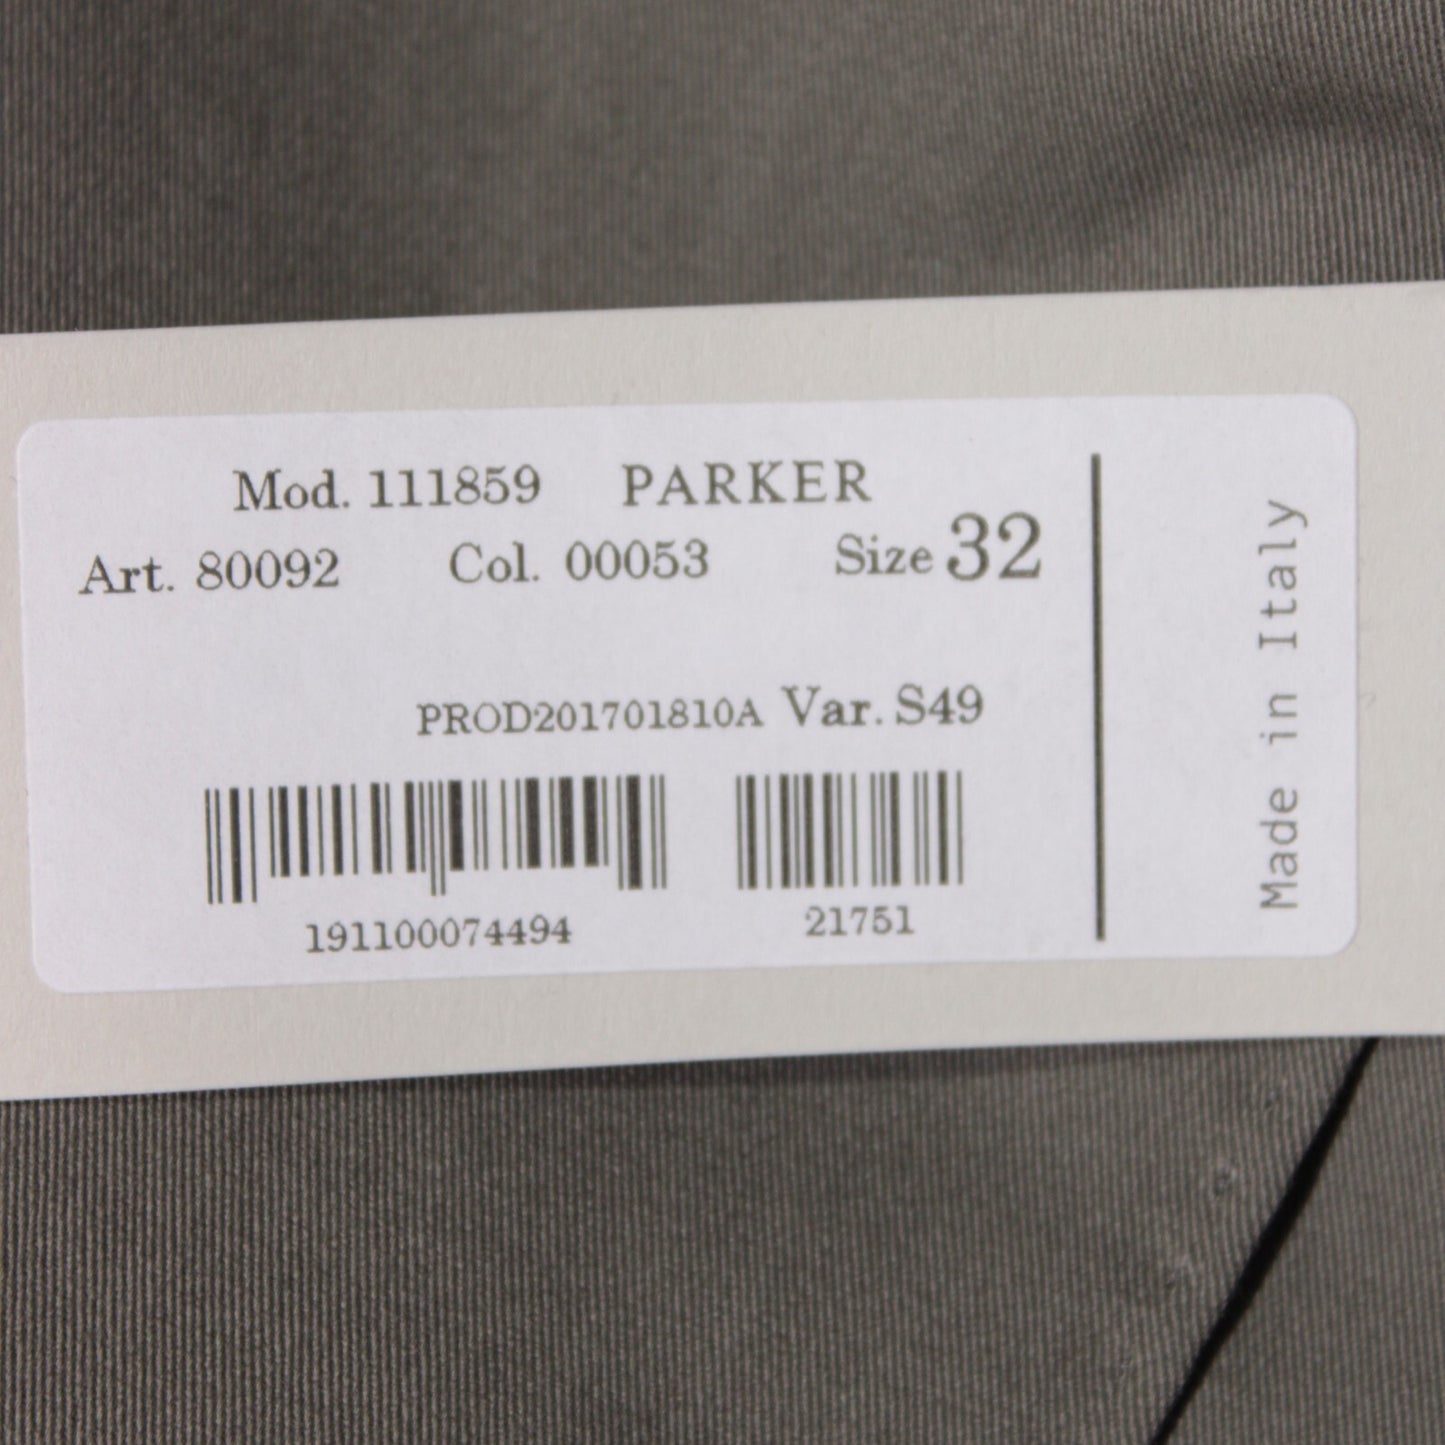 Mod. 111859 PARKER
Art. 80092 Col. 00053 Size 32
PROD201701810A Var. S49
191100074494 21751
Made in Italy